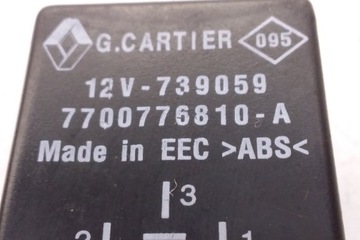 G.CARTIER 095
12V-739059
7700776810-A
Made in EEC >ABS<
3
2 1